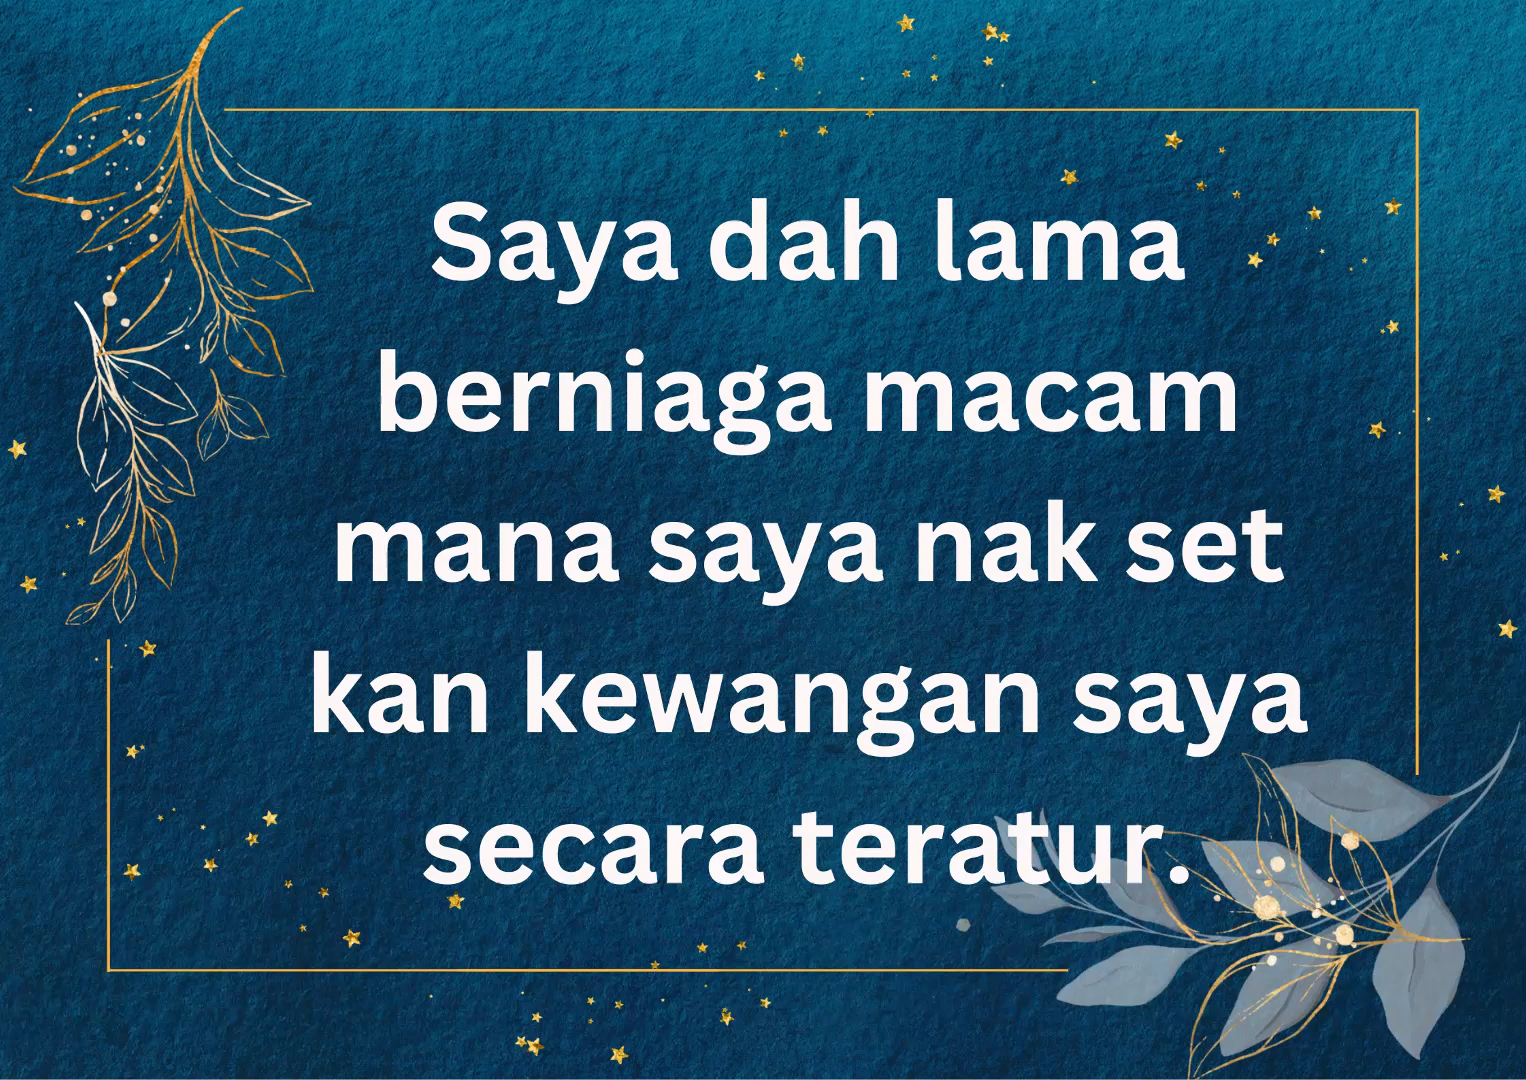 Saya dah lama
berniaga macam
mana saya nak set
kan kewangan saya
secara teratur.